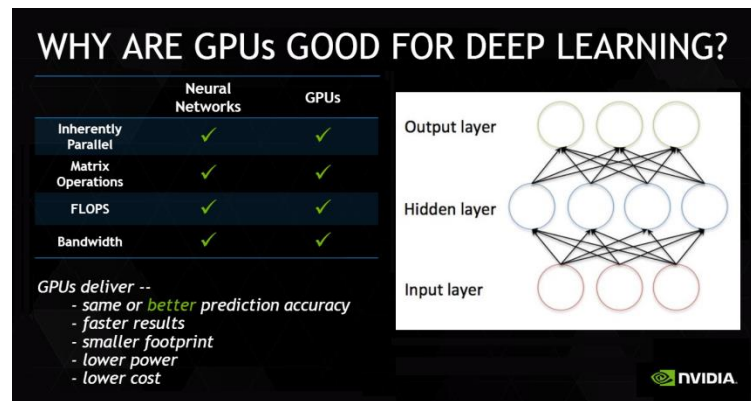 WHY ARE GPUs GOOD FOR DEEP LEARNING?
Neural
Networks
GPUs
Inherently
Parallel
✓ ✓
Matrix
Operations
✓ ✓
FLOPS ✓ ✓
Bandwidth ✓ ✓
GPUs deliver --
- same or better prediction accuracy
- faster results
- smaller footprint
- lower power
- lower cost
Output layer
Hidden layer
Input layer
NVIDIA.